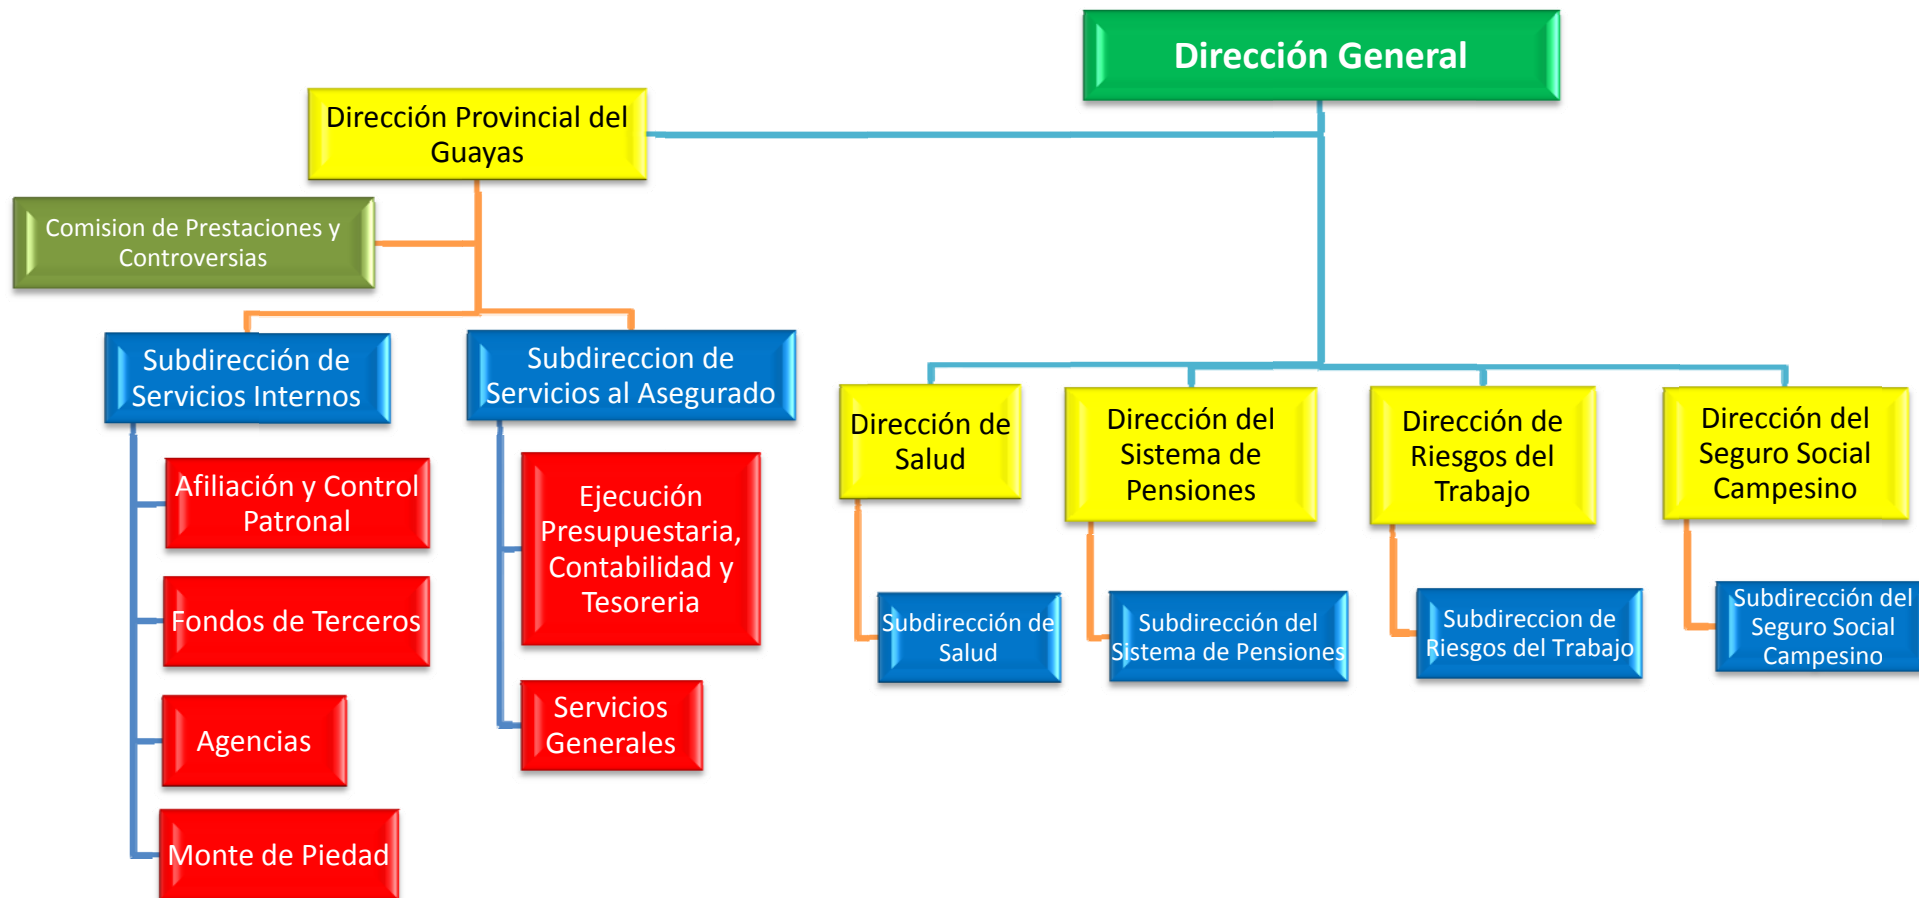 Dirección General
Dirección Provincial del
Guayas
Comision de Prestaciones y
Controversias
Subdirección de
Servicios Internos
Subdireccion de
Servicios al Asegurado
Afiliación y Control
Patronal
Fondos de Terceros
Agencias
Monte de Piedad
Ejecución
Presupuestaria,
Contabilidad y
Tesoreria
Servicios
Generales
Dirección de
Salud
Dirección del
Sistema de
Pensiones
Dirección de
Riesgos del
Trabajo
Dirección del
Seguro Social
Campesino
Subdirección de
Salud
Subdirección del
Sistema de Pensiones
Subdireccion de
Riesgos del Trabajo
Subdirección del
Seguro Social
Campesino